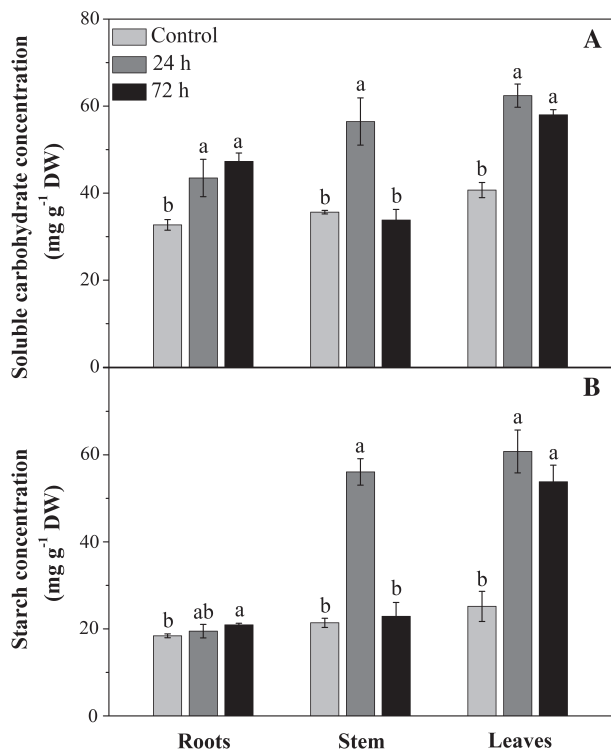 80
Control
24 h
72 h
A
60
40
20
0
Soluble carbohydrate concentration
(mg g⁻¹ DW)
b a a
b a b
b a a
B
60
40
20
0
Starch concentration
(mg g⁻¹ DW)
b ab a
b a b
b a a
Roots Stem Leaves